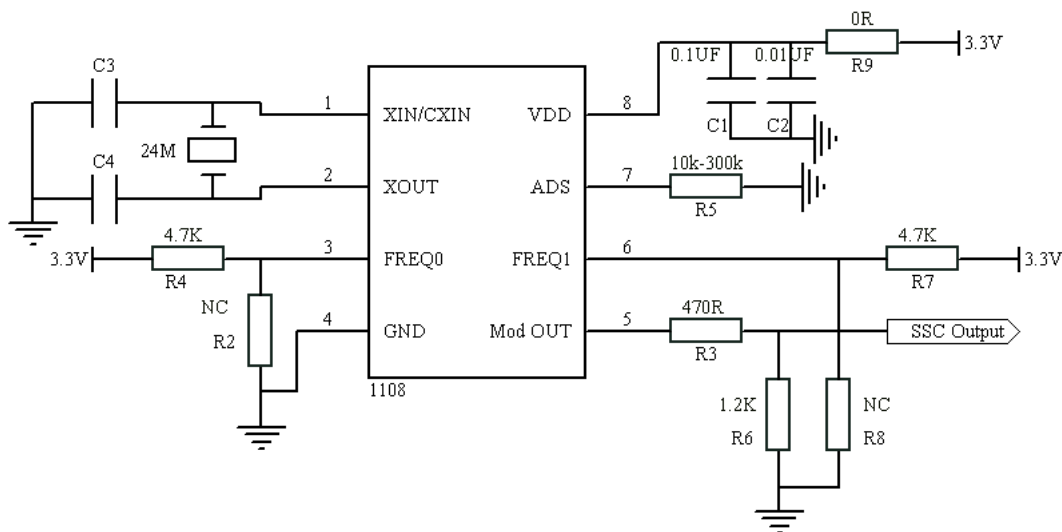 0R
3.3V
0.1UF
0.01UF
R9
C3
C1
C2
1
XIN/CXIN
VDD
8
24M
C4
2
XOUT
ADS
7
10k-300k
R5
4.7K
3.3V
R4
3
FREQ0
FREQ1
6
4.7K
3.3V
R7
NC
R2
4
GND
Mod OUT
5
470R
R3
SSC Output
1108
1.2K
R6
NC
R8